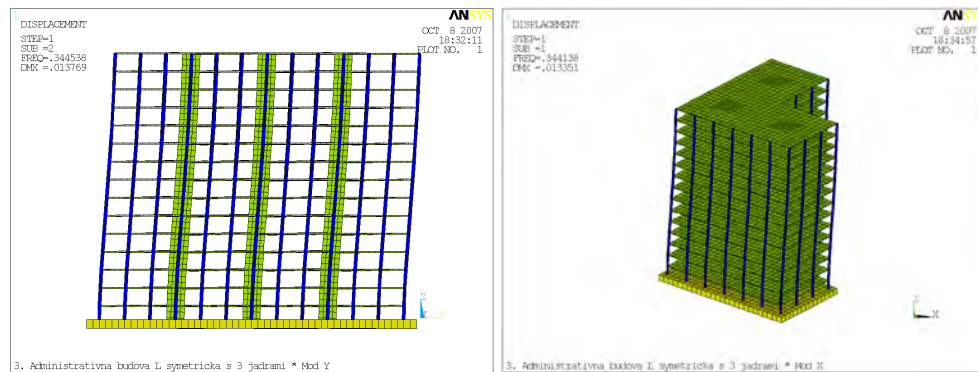 1
ANSYS
DISPLACEMENT
OCT 8 2007
18:32:11
STEP=1
PLOT NO. 1
SUB =2
FREQ=.344538
DMX =.013769
Z
X Y
3. Administrativna budova L symetricka s 3 jadrami * Mod Y
1
ANSYS
DISPLACEMENT
OCT 8 2007
18:34:57
STEP=1
PLOT NO. 1
SUB =1
FREQ=.344138
DMX =.013351
Z
X
3. Administrativna budova L symetricka s 3 jadrami * Mod X